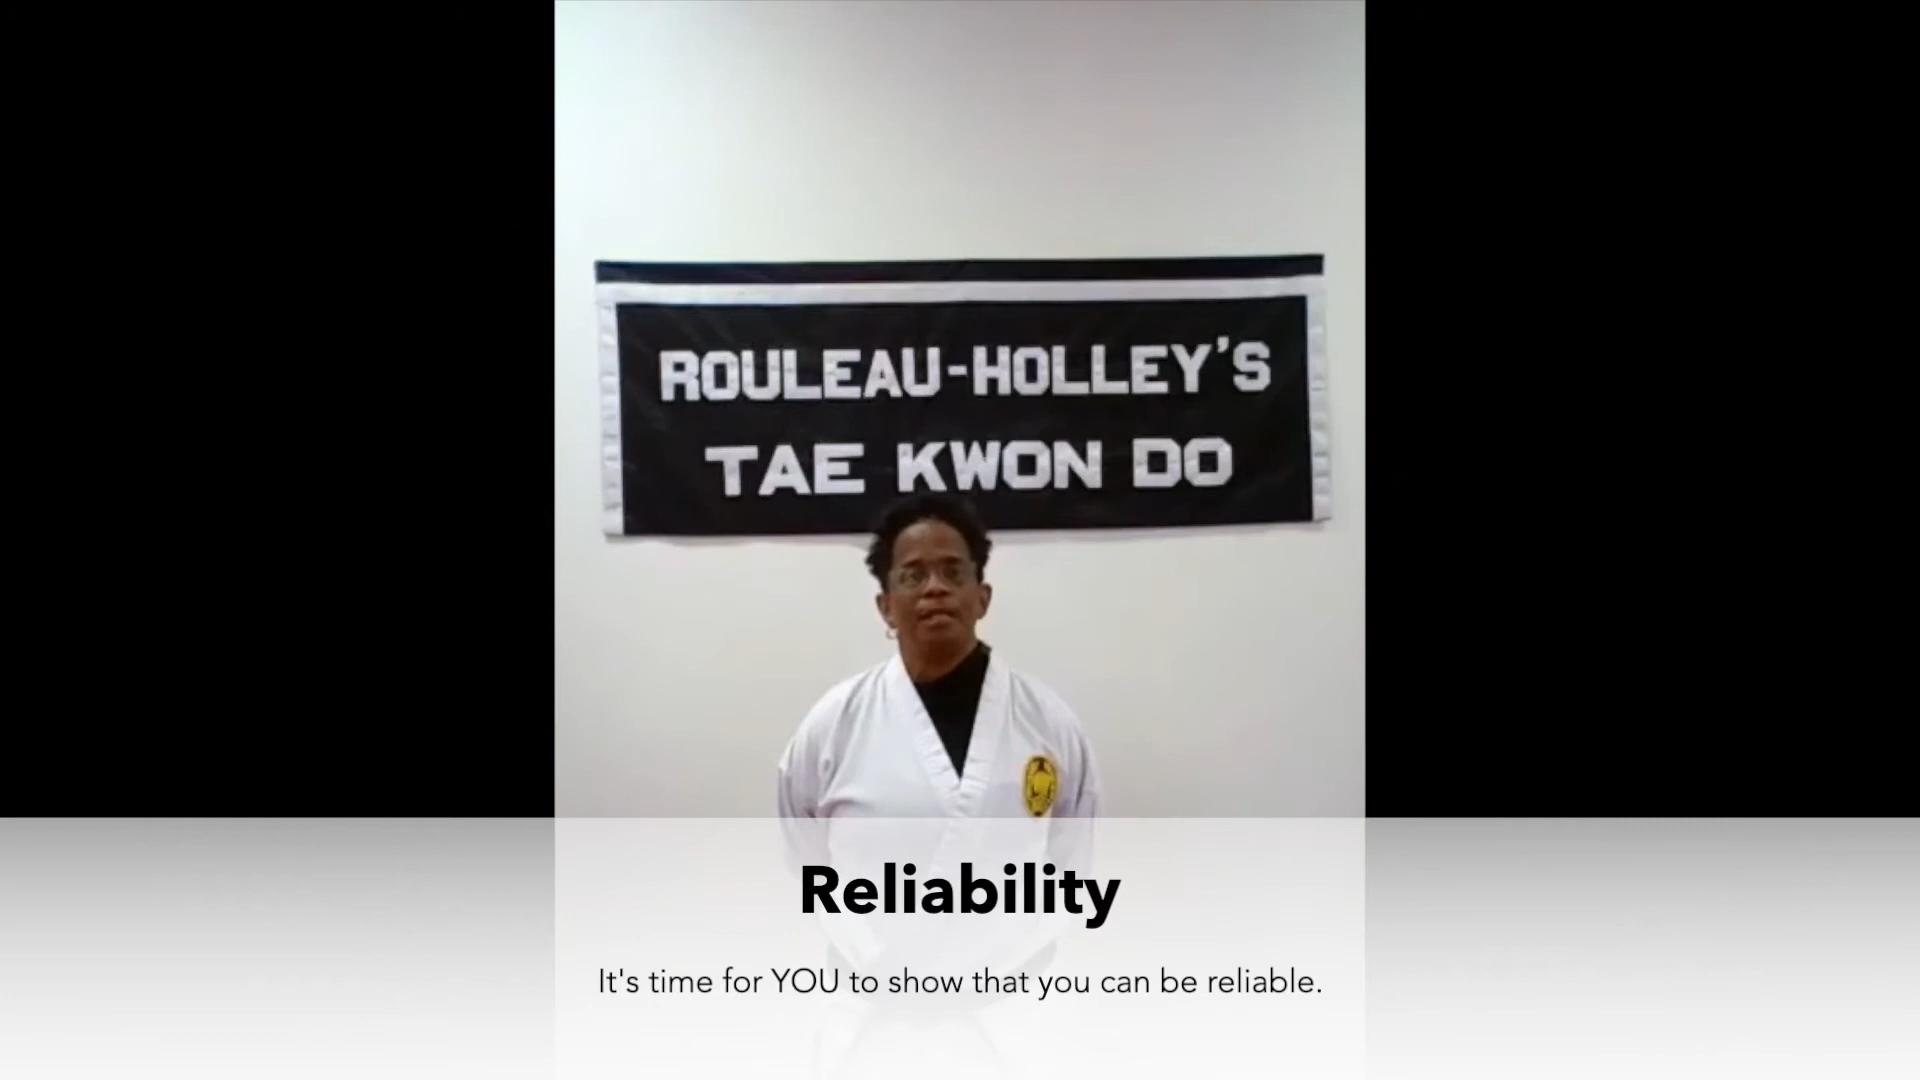 ROULEAU-HOLLEY'S
TAE KWON DO
Reliability
It's time for YOU to show that you can be reliable.